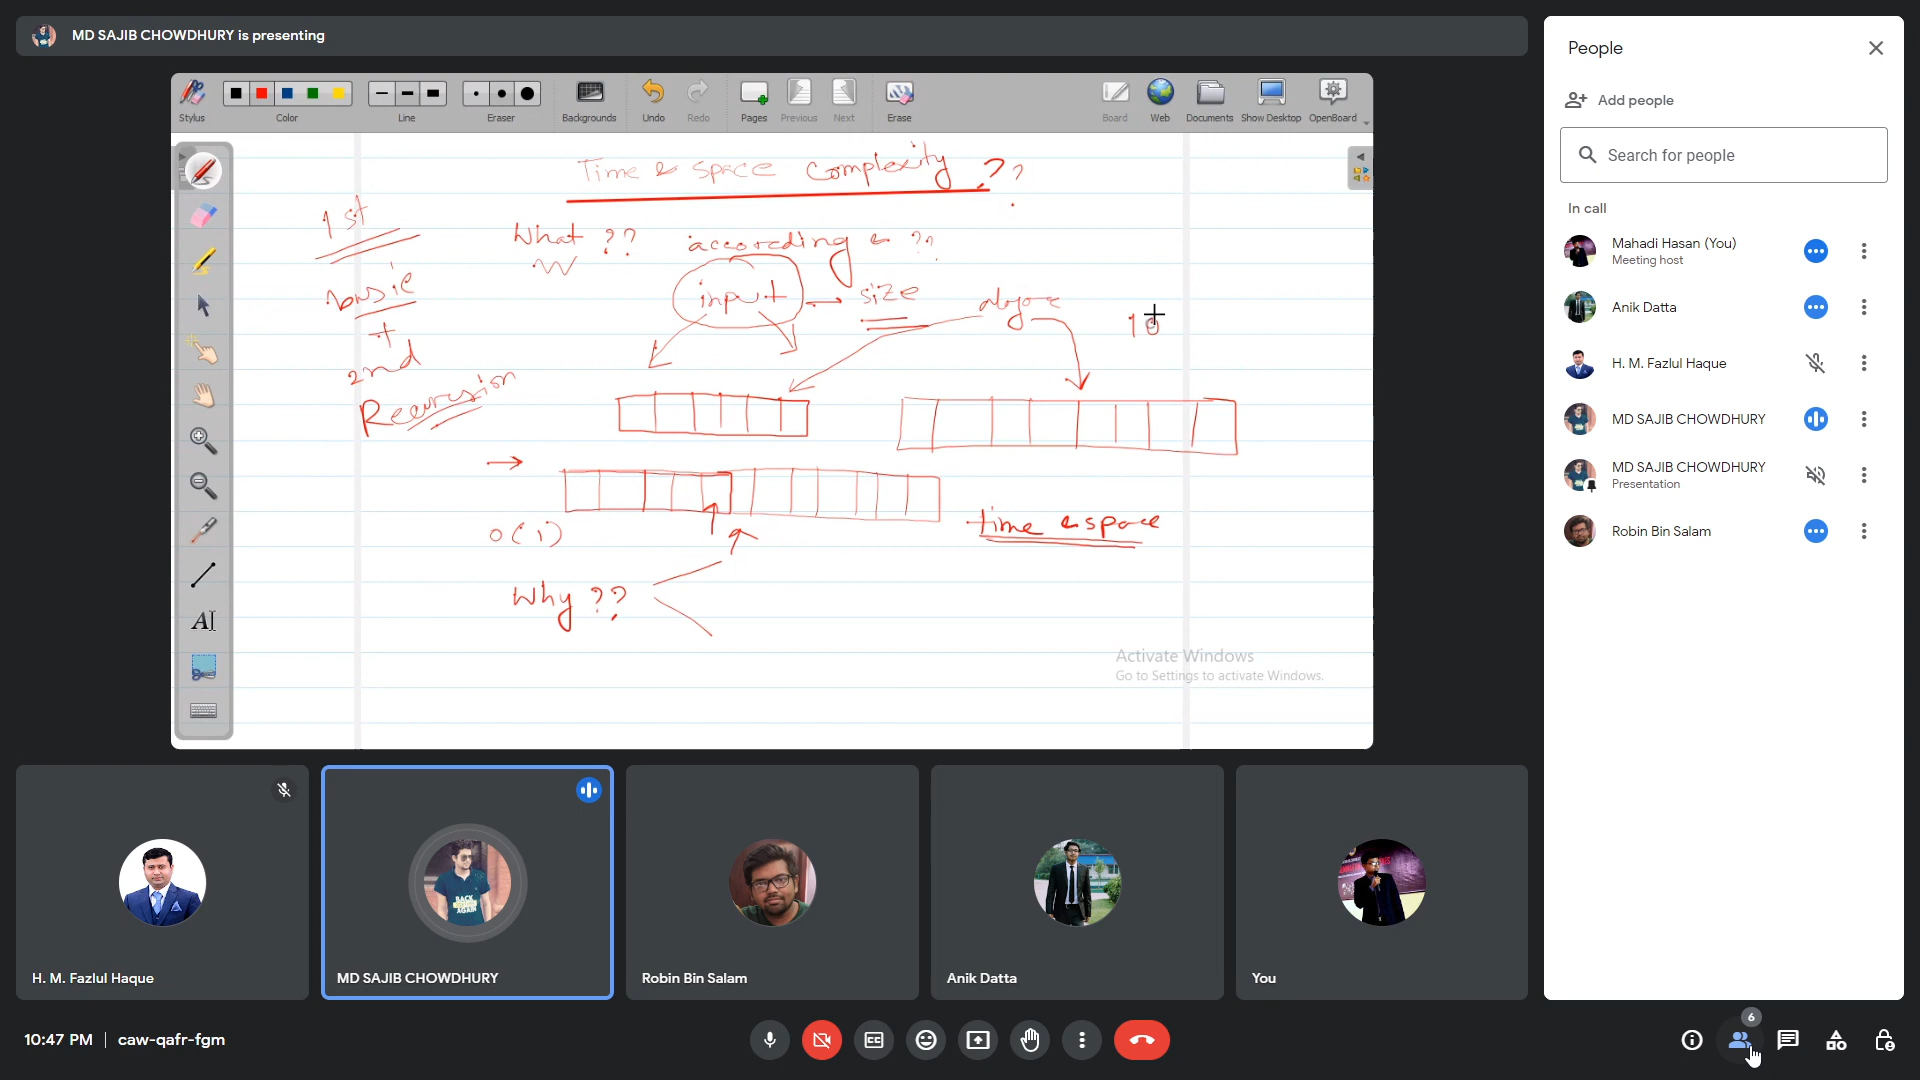 MD SAJIB CHOWDHURY is presenting
Stylus
Color
Line
Eraser
Backgrounds
Undo
Redo
Pages
Previous
Next
Erase
Board
Web
Documents
Show Desktop
OpenBoard
Time & space Complexity ??
1st
+
2nd
Recursion
What ??
according & ??
input → size
algo
10
→
O(1)
time & space
Why ??
Activate Windows
Go to Settings to activate Windows.
H. M. Fazlul Haque
MD SAJIB CHOWDHURY
Robin Bin Salam
Anik Datta
You
10:47 PM | caw-qafr-fgm
6
People
Add people
Search for people
In call
Mahadi Hasan (You)
Meeting host
Anik Datta
H. M. Fazlul Haque
MD SAJIB CHOWDHURY
MD SAJIB CHOWDHURY
Presentation
Robin Bin Salam